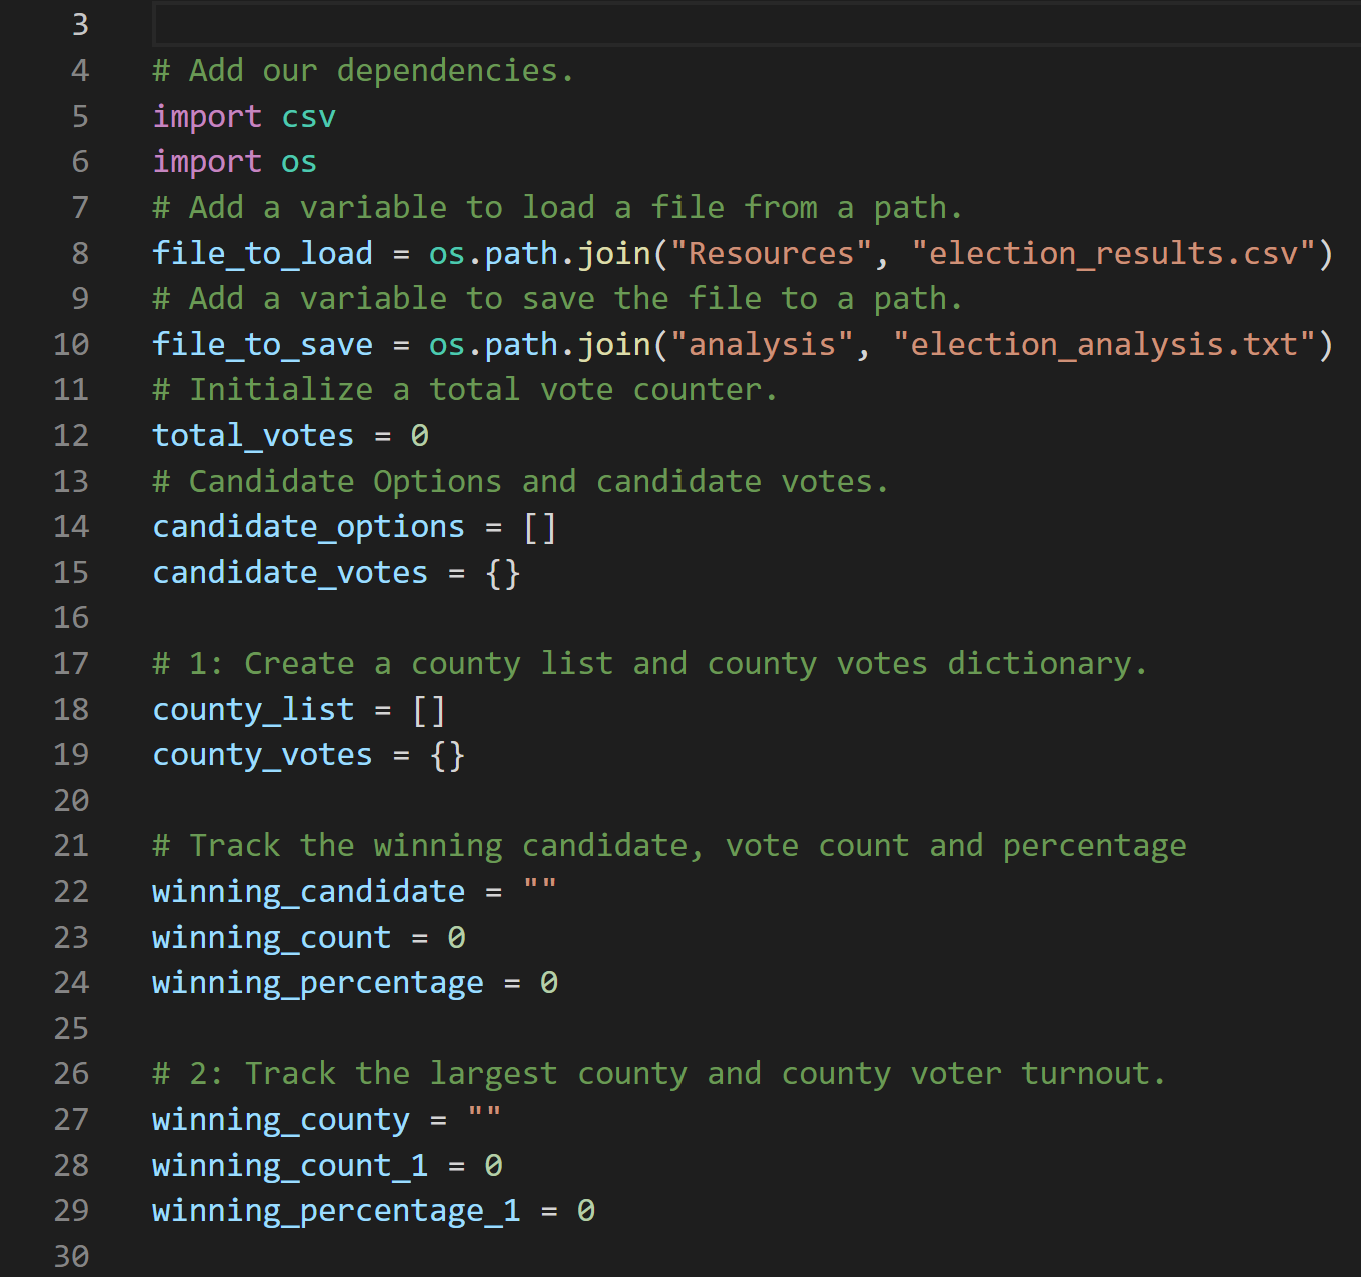 3
4 # Add our dependencies.
5 import csv
6 import os
7 # Add a variable to load a file from a path.
8 file_to_load = os.path.join("Resources", "election_results.csv")
9 # Add a variable to save the file to a path.
10 file_to_save = os.path.join("analysis", "election_analysis.txt")
11 # Initialize a total vote counter.
12 total_votes = 0
13 # Candidate Options and candidate votes.
14 candidate_options = []
15 candidate_votes = {}
16
17 # 1: Create a county list and county votes dictionary.
18 county_list = []
19 county_votes = {}
20
21 # Track the winning candidate, vote count and percentage
22 winning_candidate = ""
23 winning_count = 0
24 winning_percentage = 0
25
26 # 2: Track the largest county and county voter turnout.
27 winning_county = ""
28 winning_count_1 = 0
29 winning_percentage_1 = 0
30